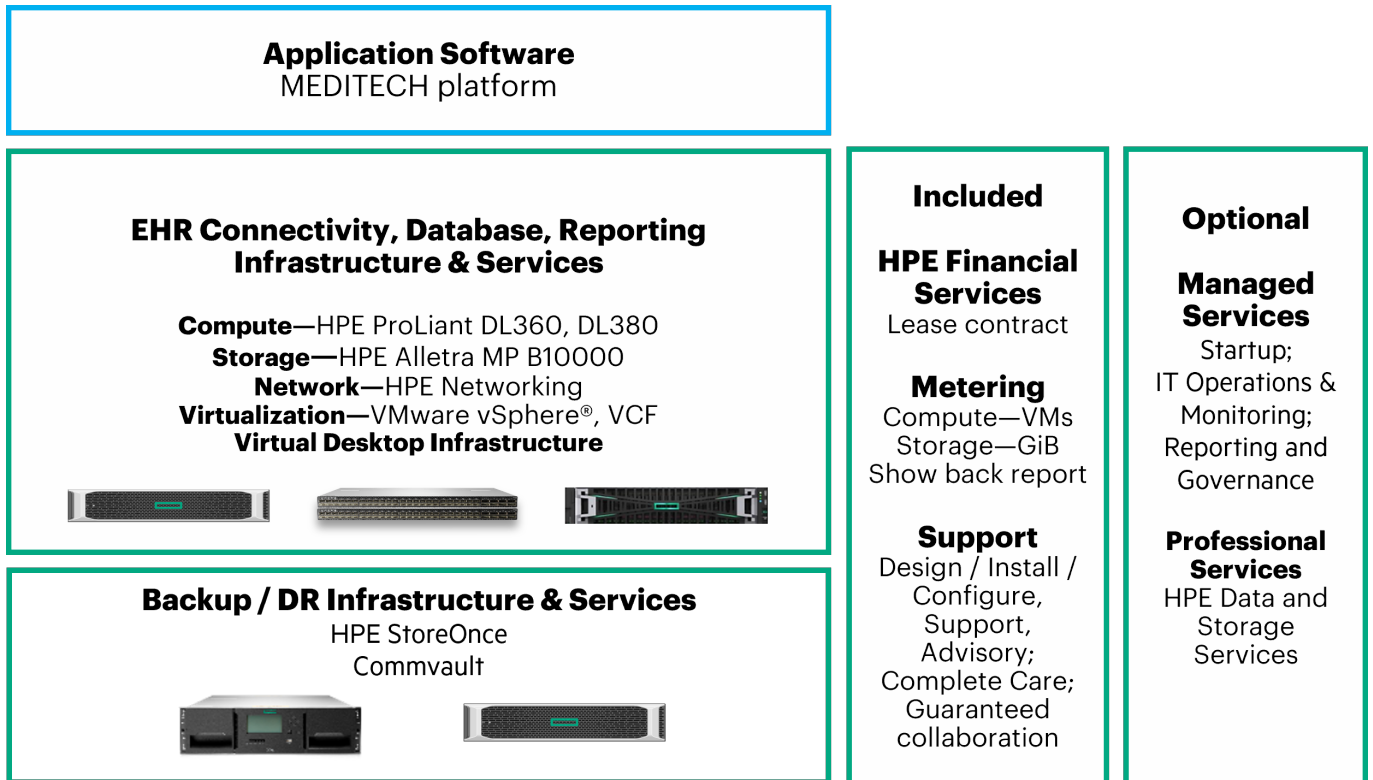 Application Software
MEDITECH platform
EHR Connectivity, Database, Reporting
Infrastructure & Services
Compute—HPE ProLiant DL360, DL380
Storage—HPE Alletra MP B10000
Network—HPE Networking
Virtualization—VMware vSphere®, VCF
Virtual Desktop Infrastructure
Backup / DR Infrastructure & Services
HPE StoreOnce
Commvault
Included
HPE Financial
Services
Lease contract
Metering
Compute—VMs
Storage—GiB
Show back report
Support
Design / Install /
Configure,
Support,
Advisory;
Complete Care;
Guaranteed
collaboration
Optional
Managed
Services
Startup;
IT Operations &
Monitoring;
Reporting and
Governance
Professional
Services
HPE Data and
Storage
Services